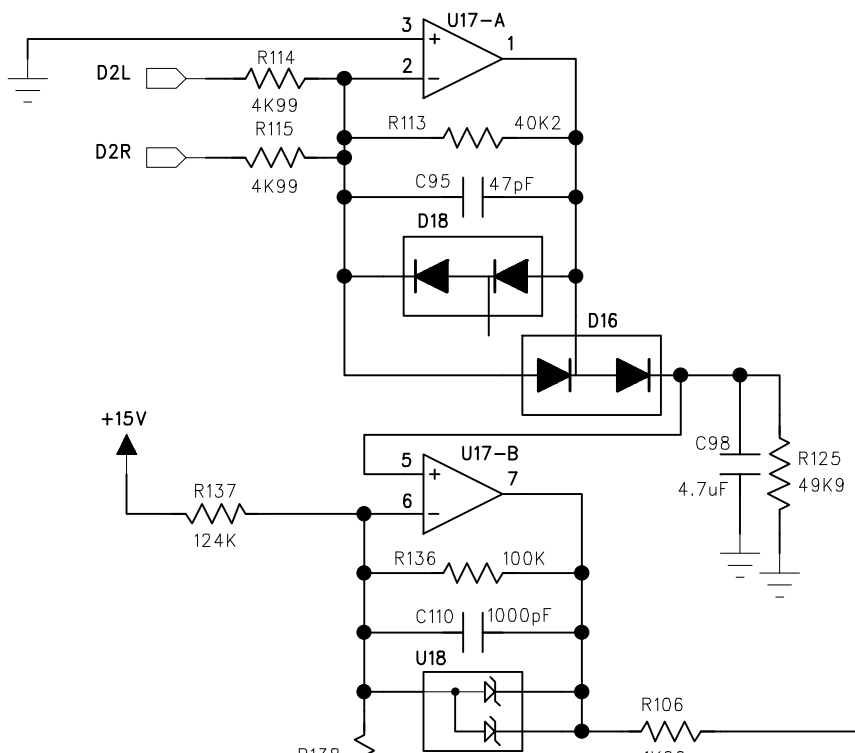 U17-A
3
1
+
R114
D2L
2
−
4K99
R115
R113
40K2
D2R
4K99
C95
47pF
D18
D16
+15V
U17-B
5
+
7
C98
R125
4.7uF
49K9
R137
6
−
124K
R136
100K
C110
1000pF
U18
R106